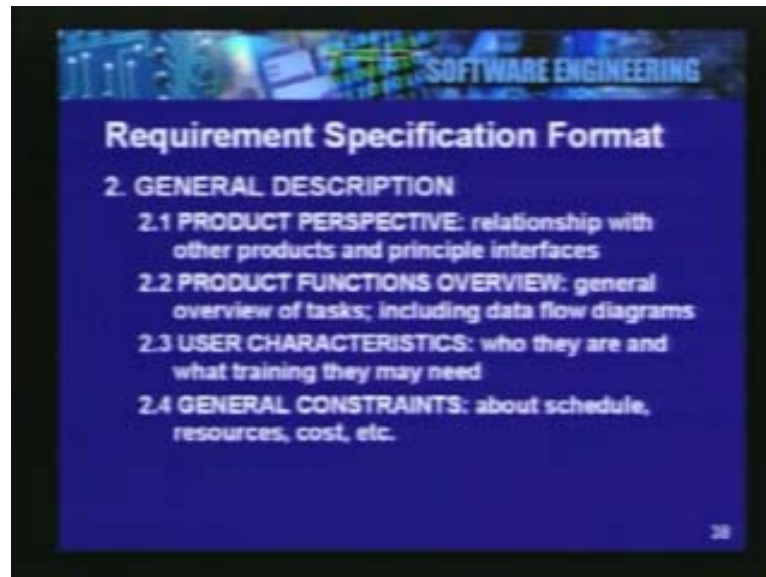 SOFTWARE ENGINEERING
Requirement Specification Format
2. GENERAL DESCRIPTION
2.1 PRODUCT PERSPECTIVE: relationship with
other products and principle interfaces
2.2 PRODUCT FUNCTIONS OVERVIEW: general
overview of tasks; including data flow diagrams
2.3 USER CHARACTERISTICS: who they are and
what training they may need
2.4 GENERAL CONSTRAINTS: about schedule,
resources, cost, etc.
38